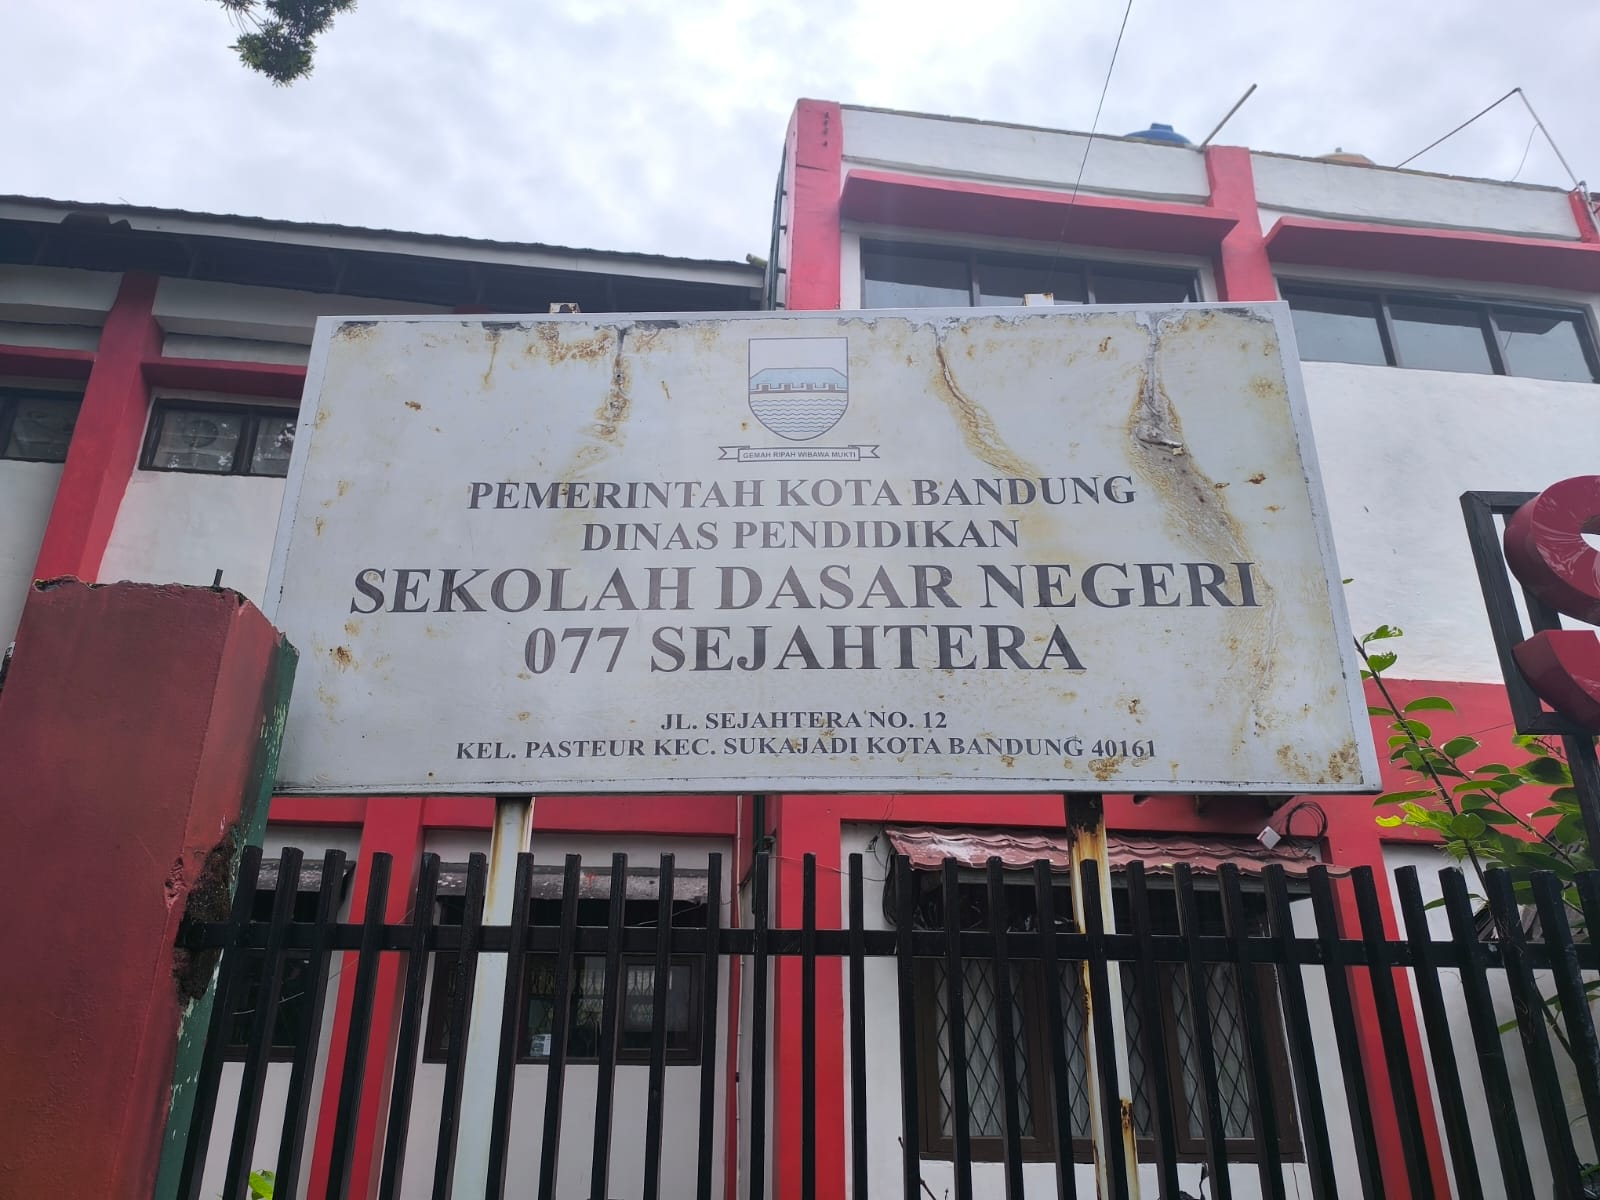 GEMAH RIPAH WIBAWA MUKTI
PEMERINTAH KOTA BANDUNG
DINAS PENDIDIKAN
SEKOLAH DASAR NEGERI
077 SEJAHTERA
JL. SEJAHTERA NO. 12
KEL. PASTEUR KEC. SUKAJADI KOTA BANDUNG 40161